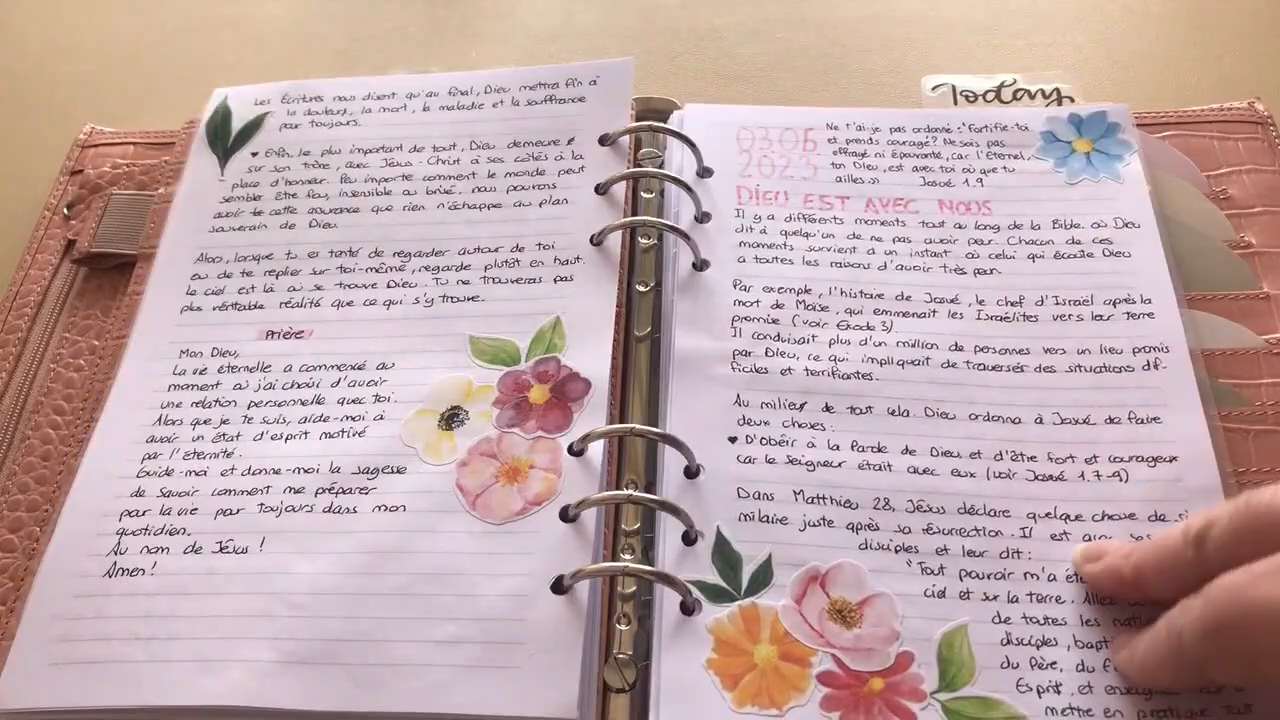 Les Écritures nous disent qu'au final, Dieu mettra fin à
la douleur, la mort, la maladie et la souffrance
pour toujours.
♥ Enfin, le plus important de tout, Dieu demeure
sur son trône, avec Jésus-Christ à ses côtés à la
place d'honneur. Peu importe comment le monde peut
sembler être fou, insensible ou brisé, nous pouvons
avoir cette assurance que rien n'échappe au plan
souverain de Dieu.
Alors, lorsque tu es tenté de regarder autour de toi
ou de te replier sur toi-même, regarde plutôt en haut.
Le ciel est là où se trouve Dieu. Tu ne trouveras pas
plus véritable réalité que ce qui s'y trouve.
Prière!
Mon Dieu,
La vie éternelle a commencé au
moment où j'ai choisi d'avoir
une relation personnelle avec toi.
Alors que je te suis, aide-moi à
avoir un état d'esprit motivé
par l'éternité.
Guide-moi et donne-moi la sagesse
de savoir comment me préparer
par la vie pour toujours dans mon
quotidien.
Au nom de Jésus!
Amen!
Today
03.06
2023
Ne t'ai-je pas ordonné: "fortifie-toi
et prends courage? Ne sois pas
effrayé ni épouvanté, car l'Eternel,
ton Dieu, est avec toi où que tu
ailles.>> Josué 1.9
DIEU EST AVEC NOUS
Il y a différents moments tout au long de la Bible où Dieu
dit à quelqu'un de ne pas avoir peur. Chacun de ces
moments survient à un instant où celui qui écoute Dieu
a toutes les raisons d'avoir très peur.
Par exemple, l'histoire de Josué, le chef d'Israël après la
mort de Moïse, qui emmenait les Israélites vers leur terre
promise (voir Exode 3).
Il conduisait plus d'un million de personnes vers un lieu promis
par Dieu, ce qui impliquait de traverser des situations dif-
ficiles et terrifiantes.
Au milieu de tout cela. Dieu ordonna à Josué de faire
deux choses:
♥ D'obéir à la Parole de Dieu et d'être fort et courageux
car le Seigneur était avec eux (voir Josué 1.7-9)
Dans Matthieu 28, Jésus déclare quelque chose de si
milaire juste après sa résurrection. Il est avec ses
disciples et leur dit:
"Tout pouvoir m'a été
ciel et sur la terre. Allez
de toutes les
disciples,
du Père, du
Esprit, et
mettre en pratique tout